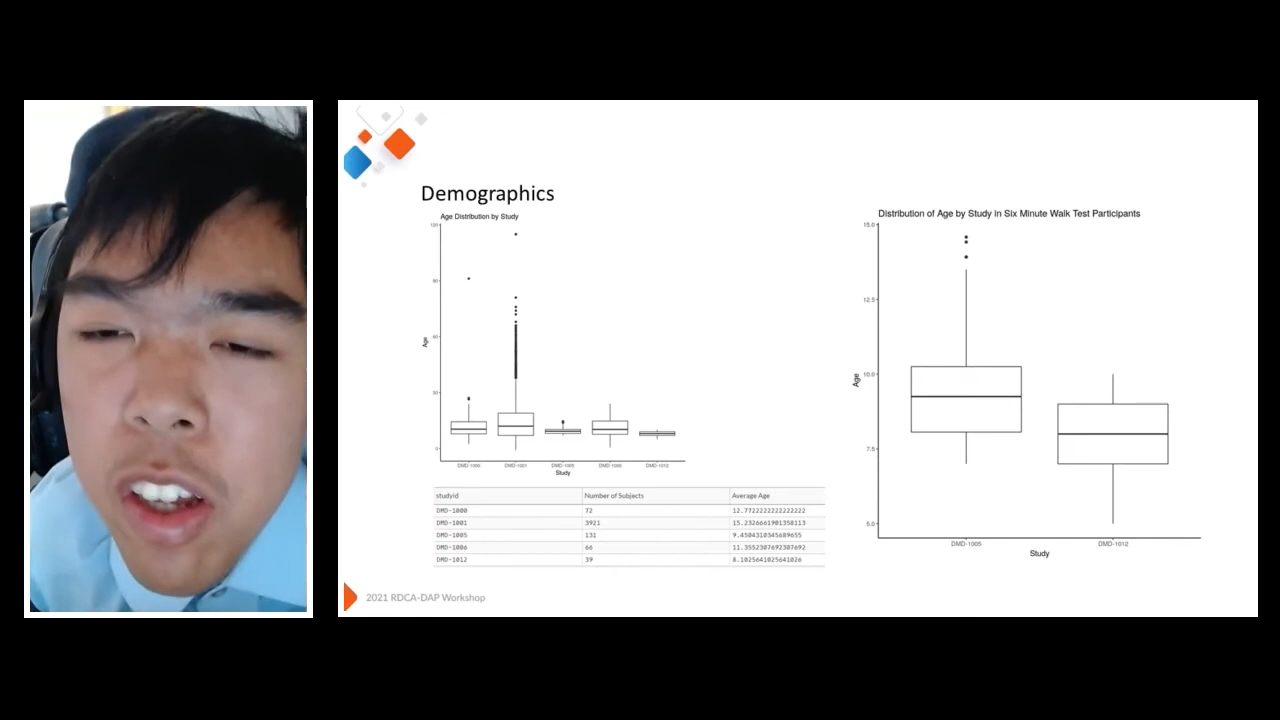 Demographics
Age Distribution by Study
Age
DMD-1000 DMD-1001 DMD-1005 DMD-1006 DMD-1012
Study
studyid Number of Subjects Average Age
DMD-1000 72 12.7722222222222222
DMD-1001 3921 15.2326661901358113
DMD-1005 131 9.4504310345689655
DMD-1006 66 11.3552307692307692
DMD-1012 39 8.1025641025641026
Distribution of Age by Study in Six Minute Walk Test Participants
15.0
12.5
10.0
7.5
5.0
Age
DMD-1005 DMD-1012
Study
2021 RDCA-DAP Workshop